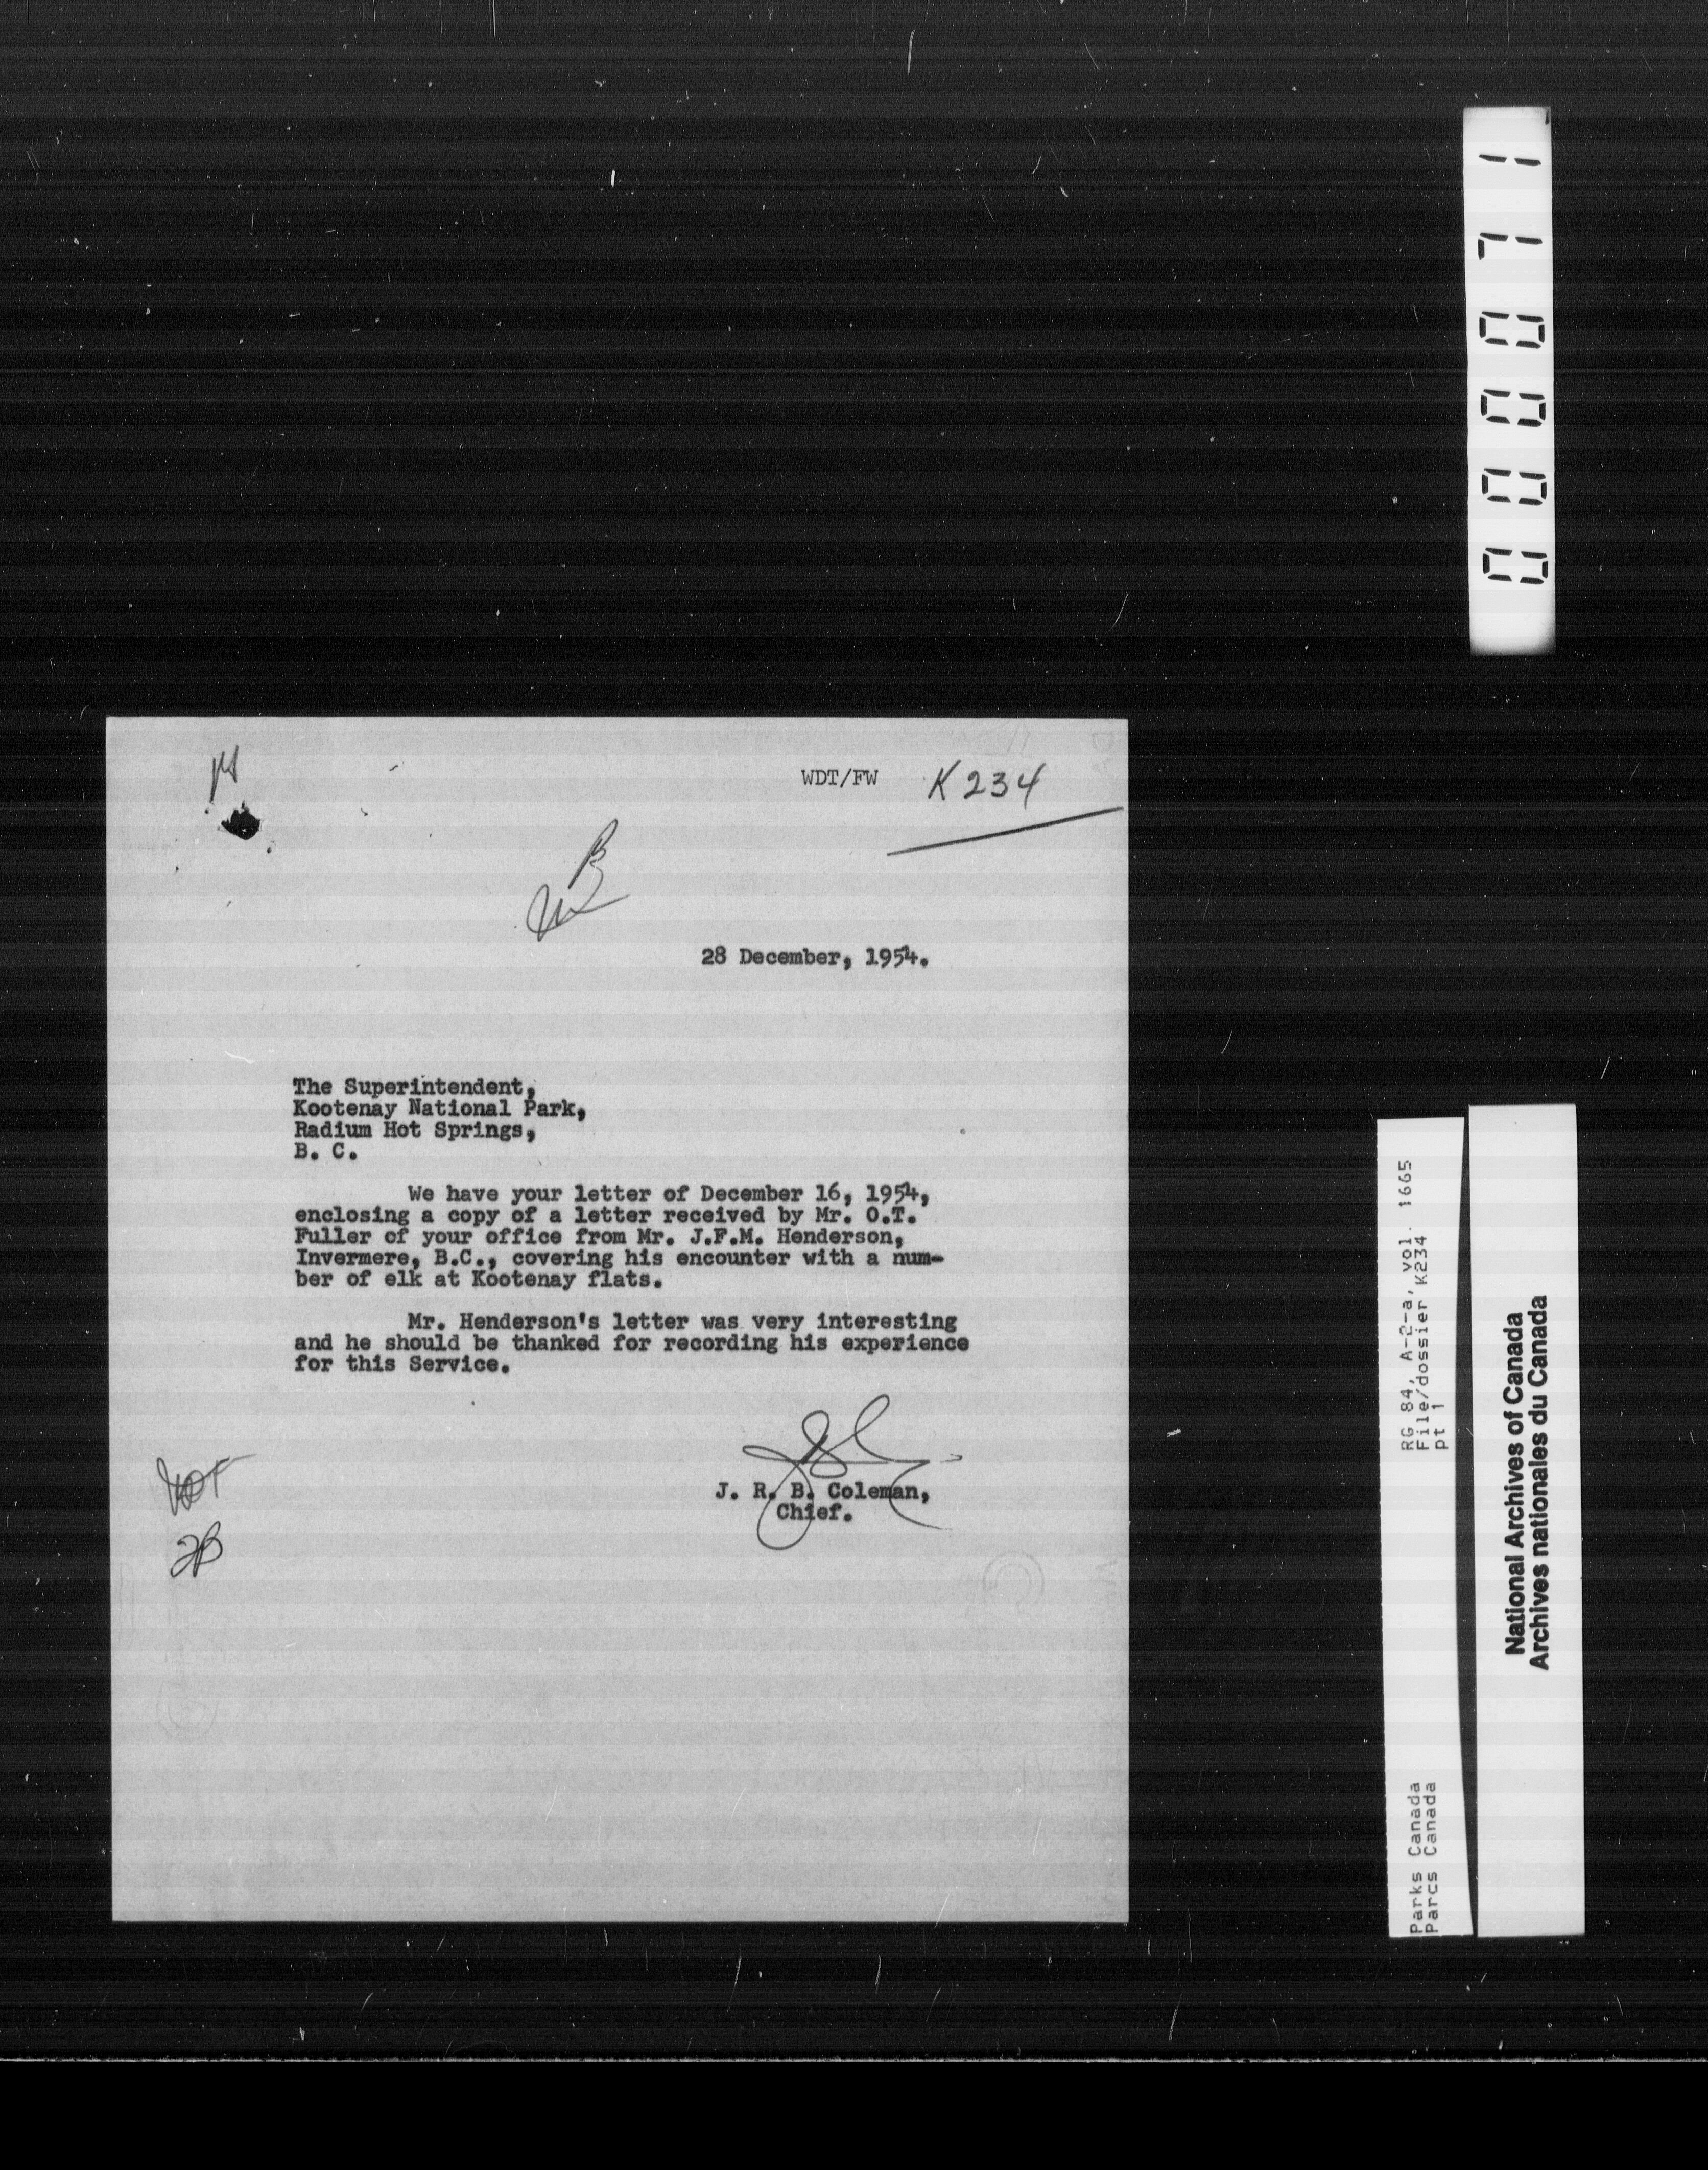 WDT/FW K234
28 December, 1954.
The Superintendent,
Kootenay National Park,
Radium Hot Springs,
B. C.
We have your letter of December 16, 1954,
enclosing a copy of a letter received by Mr. O.T.
Fuller of your office from Mr. J.F.M. Henderson,
Invermere, B.C., covering his encounter with a num-
ber of elk at Kootenay flats.
Mr. Henderson's letter was very interesting
and he should be thanked for recording his experience
for this Service.
J. R. B. Coleman,
Chief.
000071
RG 84, A-2-a, vol. 1665
File/dossier K234
pt 1
Parks Canada
Parcs Canada
National Archives of Canada
Archives nationales du Canada